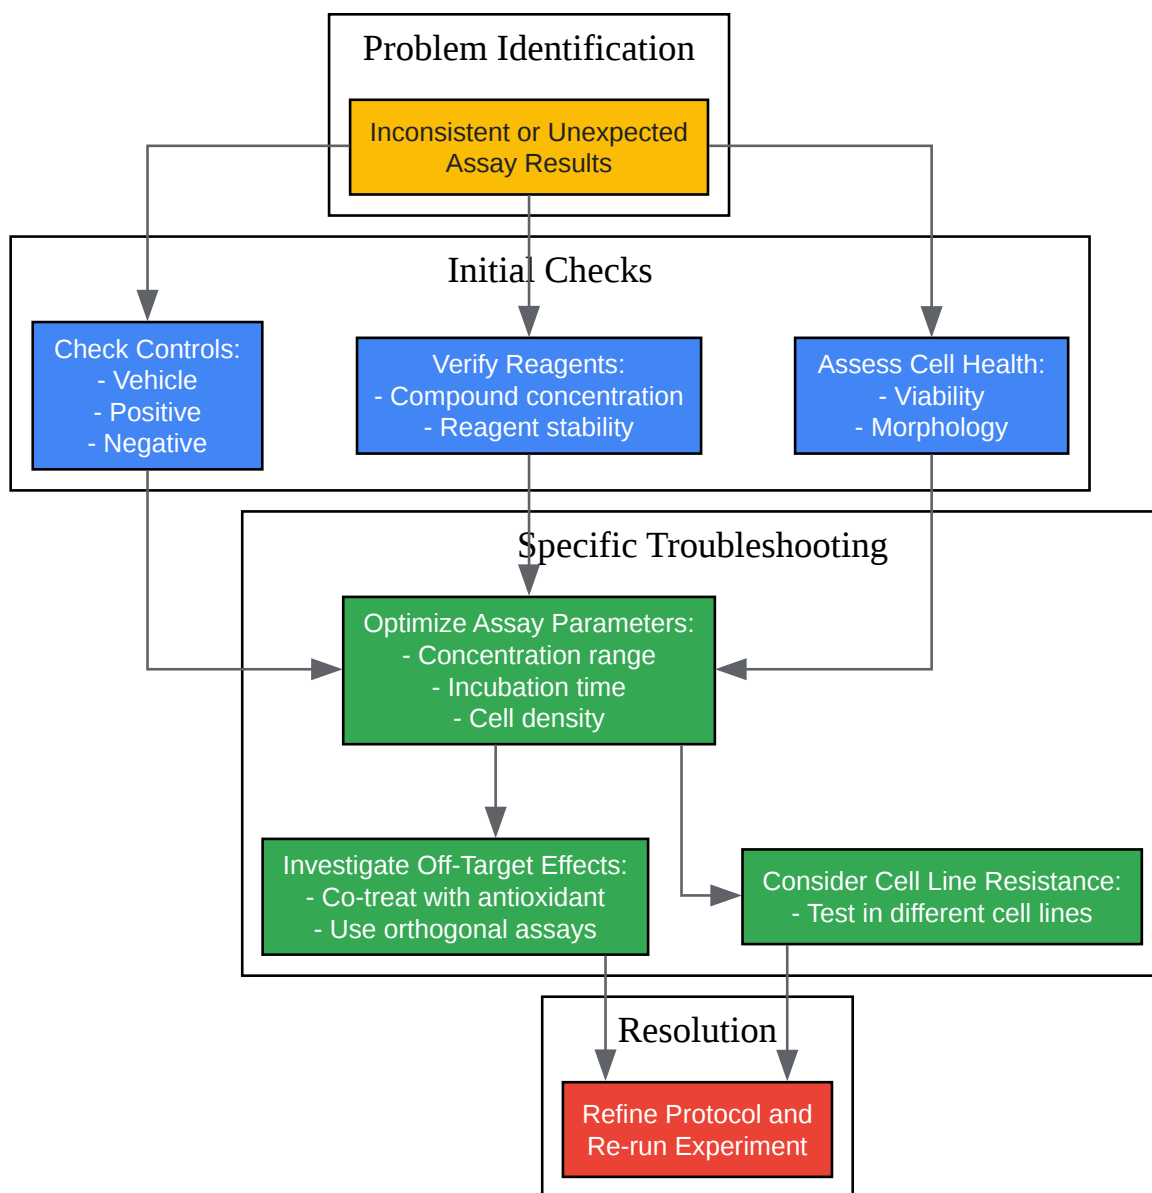 Problem Identification
Inconsistent or Unexpected
Assay Results
Initial Checks
Check Controls:
- Vehicle
- Positive
- Negative
Verify Reagents:
- Compound concentration
- Reagent stability
Assess Cell Health:
- Viability
- Morphology
Specific Troubleshooting
Optimize Assay Parameters:
- Concentration range
- Incubation time
- Cell density
Investigate Off-Target Effects:
- Co-treat with antioxidant
- Use orthogonal assays
Consider Cell Line Resistance:
- Test in different cell lines
Resolution
Refine Protocol and
Re-run Experiment